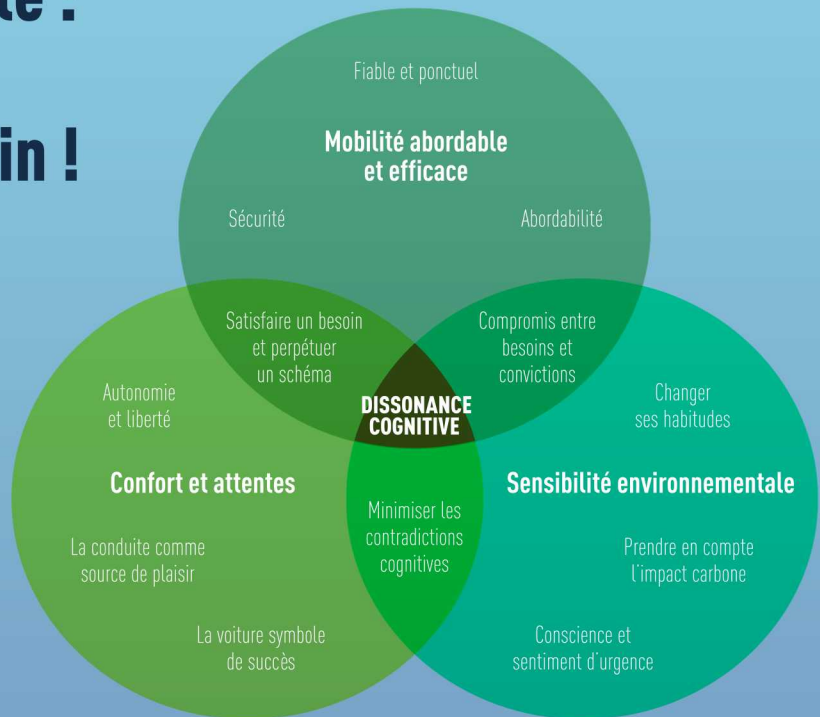 Fiable et ponctuel
Mobilité abordable
et efficace
Sécurité
Abordabilité
Satisfaire un besoin
et perpétuer
un schéma
Compromis entre
besoins et
convictions
DISSONANCE
COGNITIVE
Autonomie
et liberté
Changer
ses habitudes
Confort et attentes
Sensibilité environnementale
Minimiser les
contradictions
cognitives
La conduite comme
source de plaisir
Prendre en compte
l'impact carbone
La voiture symbole
de succès
Conscience et
sentiment d'urgence